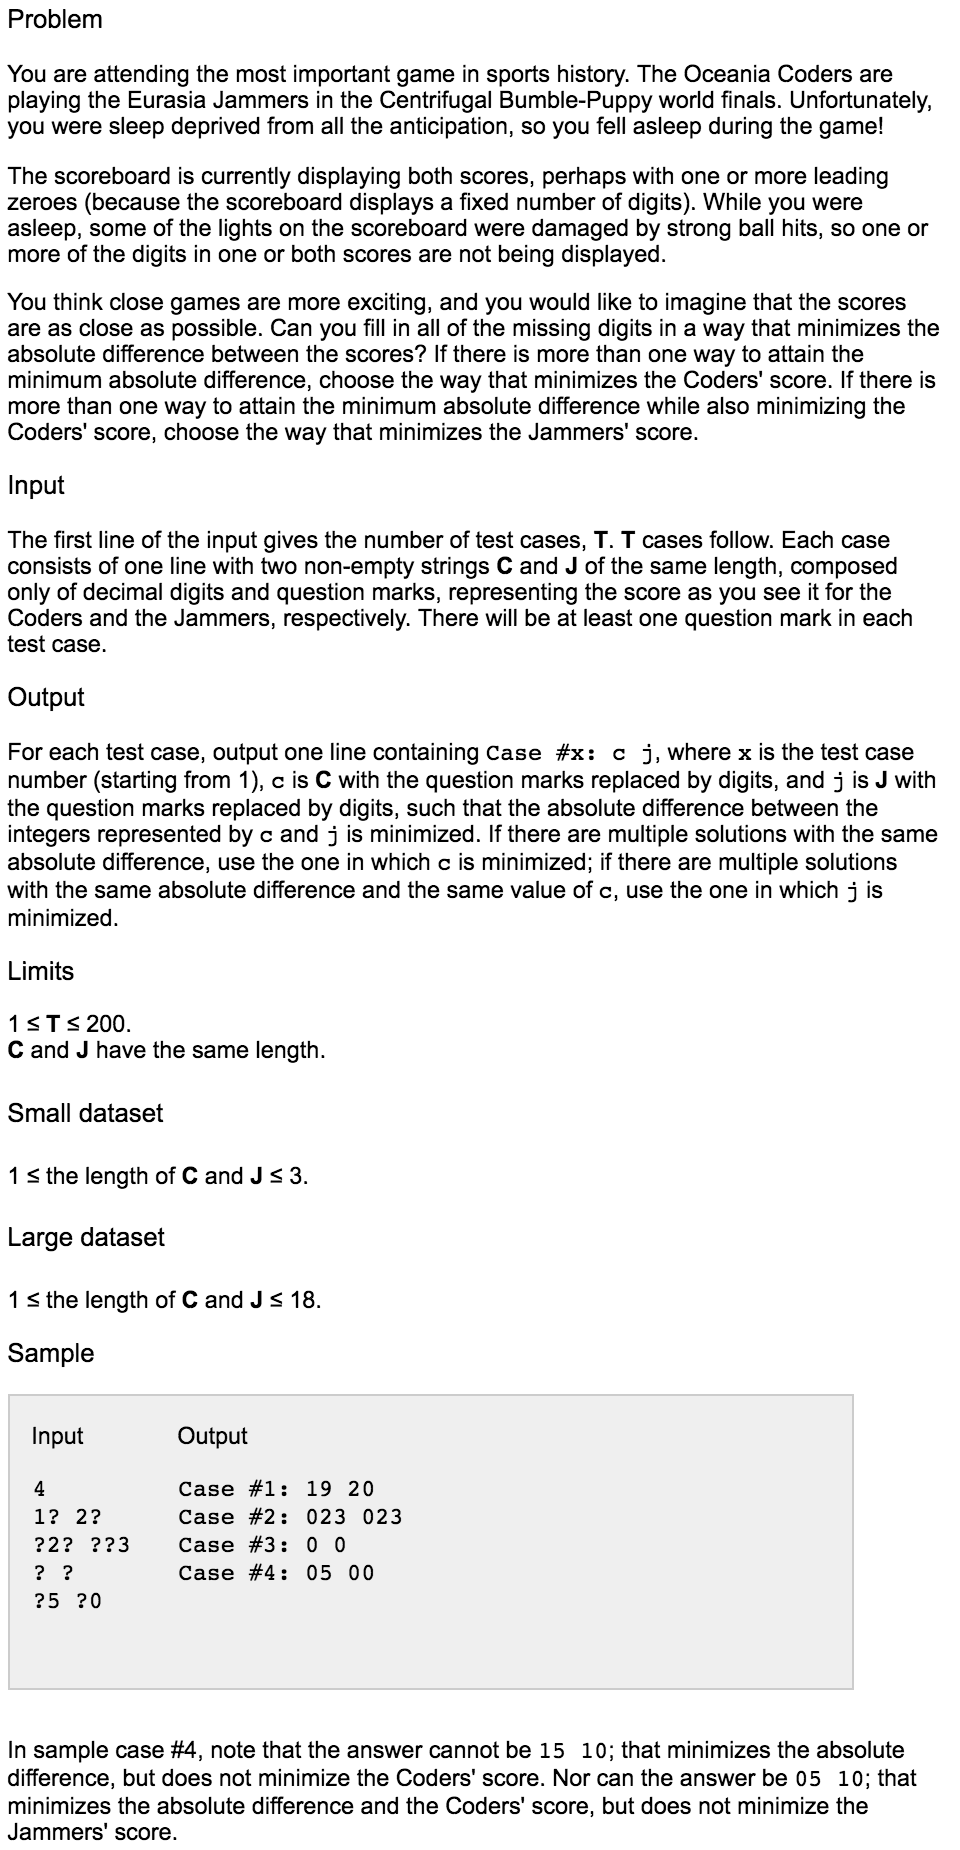 Problem
You are attending the most important game in sports history. The Oceania Coders are
playing the Eurasia Jammers in the Centrifugal Bumble-Puppy world finals. Unfortunately,
you were sleep deprived from all the anticipation, so you fell asleep during the game!
The scoreboard is currently displaying both scores, perhaps with one or more leading
zeroes (because the scoreboard displays a fixed number of digits). While you were
asleep, some of the lights on the scoreboard were damaged by strong ball hits, so one or
more of the digits in one or both scores are not being displayed.
You think close games are more exciting, and you would like to imagine that the scores
are as close as possible. Can you fill in all of the missing digits in a way that minimizes the
absolute difference between the scores? If there is more than one way to attain the
minimum absolute difference, choose the way that minimizes the Coders' score. If there is
more than one way to attain the minimum absolute difference while also minimizing the
Coders' score, choose the way that minimizes the Jammers' score.
Input
The first line of the input gives the number of test cases, T. T cases follow. Each case
consists of one line with two non-empty strings C and J of the same length, composed
only of decimal digits and question marks, representing the score as you see it for the
Coders and the Jammers, respectively. There will be at least one question mark in each
test case.
Output
For each test case, output one line containing Case #x: c j, where x is the test case
number (starting from 1), c is C with the question marks replaced by digits, and j is J with
the question marks replaced by digits, such that the absolute difference between the
integers represented by c and j is minimized. If there are multiple solutions with the same
absolute difference, use the one in which c is minimized; if there are multiple solutions
with the same absolute difference and the same value of c, use the one in which j is
minimized.
Limits
1 ≤ T ≤ 200.
C and J have the same length.
Small dataset
1 ≤ the length of C and J ≤ 3.
Large dataset
1 ≤ the length of C and J ≤ 18.
Sample
Input Output
4 Case #1: 19 20
1? 2? Case #2: 023 023
?2? ??3 Case #3: 0 0
? ? Case #4: 05 00
?5 ?0
In sample case #4, note that the answer cannot be 15 10; that minimizes the absolute
difference, but does not minimize the Coders' score. Nor can the answer be 05 10; that
minimizes the absolute difference and the Coders' score, but does not minimize the
Jammers' score.